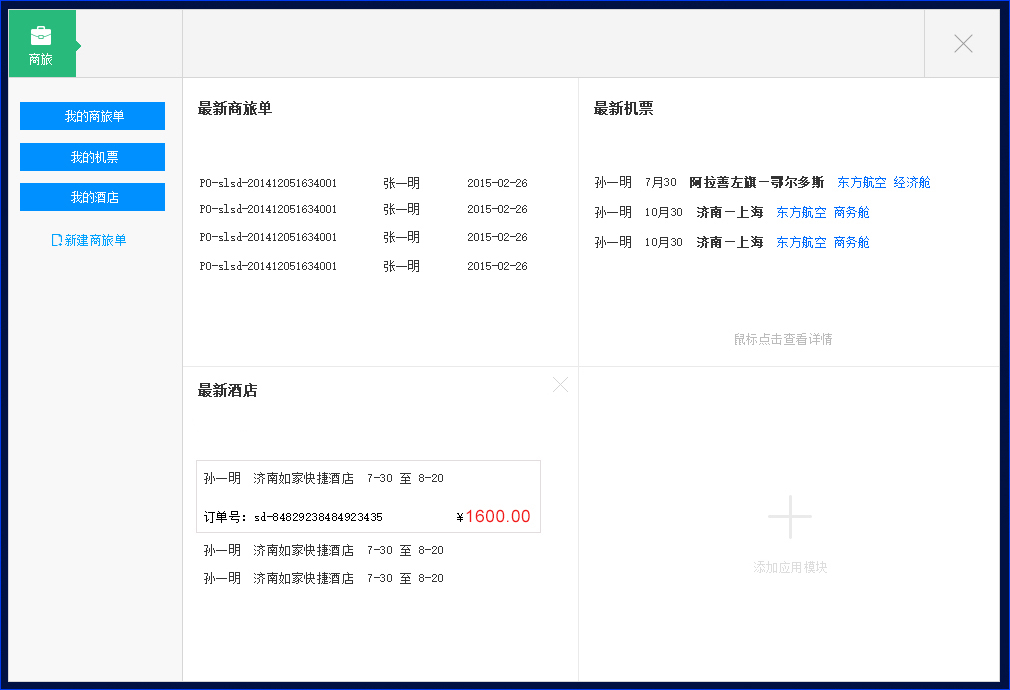 商旅
我的商旅单
我的机票
我的酒店
新建商旅单
最新商旅单
PO-slsd-201412051634001 张一明 2015-02-26
PO-slsd-201412051634001 张一明 2015-02-26
PO-slsd-201412051634001 张一明 2015-02-26
PO-slsd-201412051634001 张一明 2015-02-26
最新机票
孙一明 7月30 阿拉善左旗－鄂尔多斯 东方航空 经济舱
孙一明 10月30 济南－上海 东方航空 商务舱
孙一明 10月30 济南－上海 东方航空 商务舱
鼠标点击查看详情
最新酒店
孙一明 济南如家快捷酒店 7-30 至 8-20
订单号: sd-84829238484923435 ¥1600.00
孙一明 济南如家快捷酒店 7-30 至 8-20
孙一明 济南如家快捷酒店 7-30 至 8-20
添加应用模块